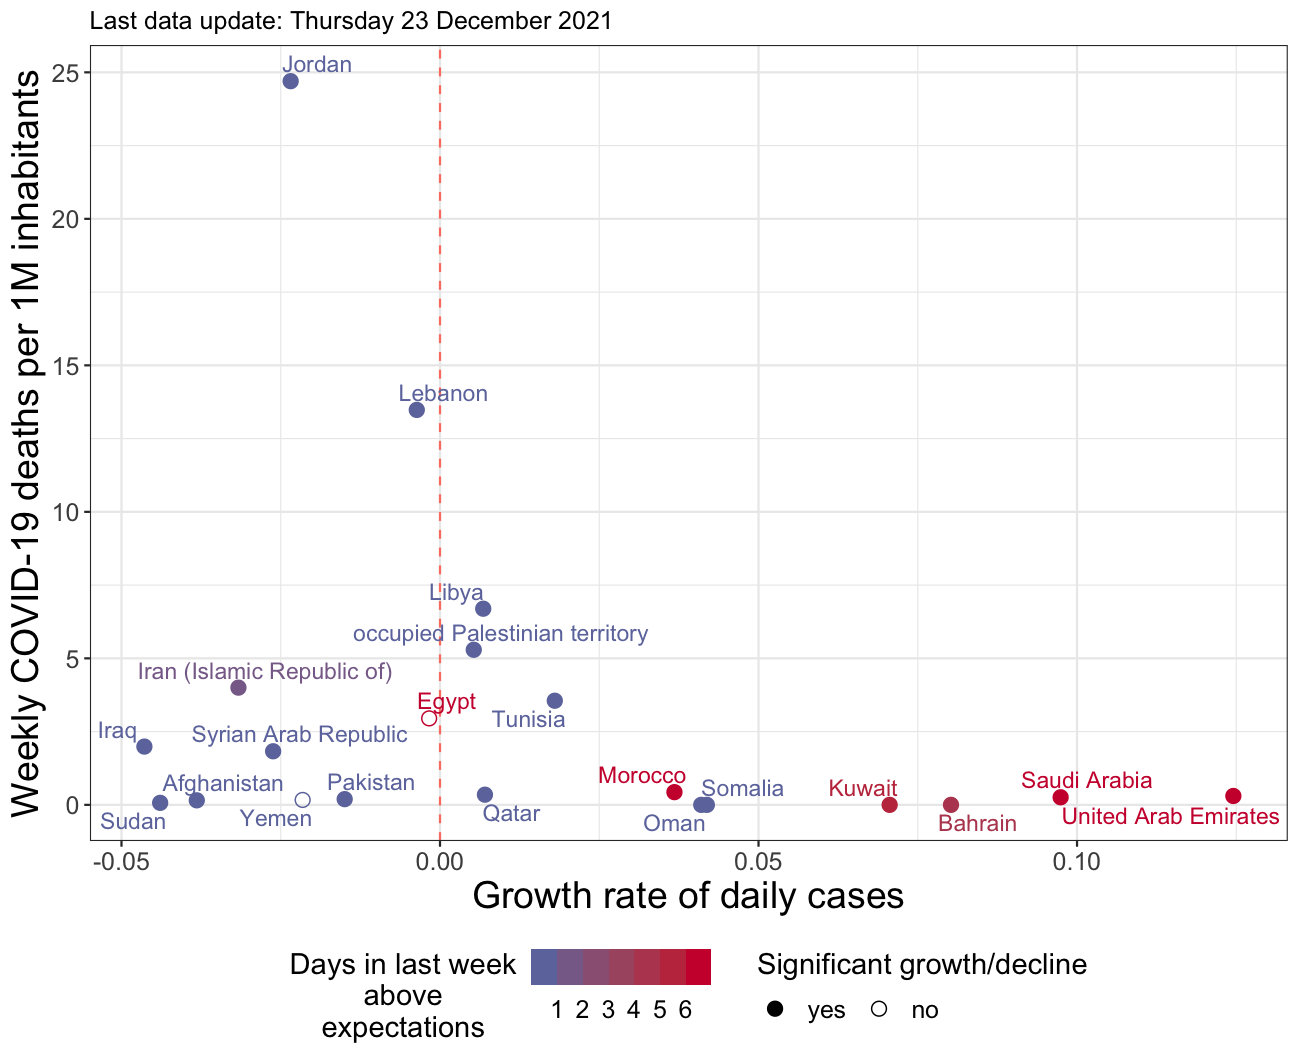 Last data update: Thursday 23 December 2021
Weekly COVID-19 deaths per 1M inhabitants
25
20
15
10
5
0
Jordan
Lebanon
Libya
occupied Palestinian territory
Iran (Islamic Republic of)
Egypt
Tunisia
Iraq
Syrian Arab Republic
Afghanistan
Pakistan
Sudan
Yemen
Qatar
Morocco
Somalia
Oman
Kuwait
Bahrain
Saudi Arabia
United Arab Emirates
-0.05 0.00 0.05 0.10
Growth rate of daily cases
Days in last week
above
expectations
1 2 3 4 5 6
Significant growth/decline
yes no